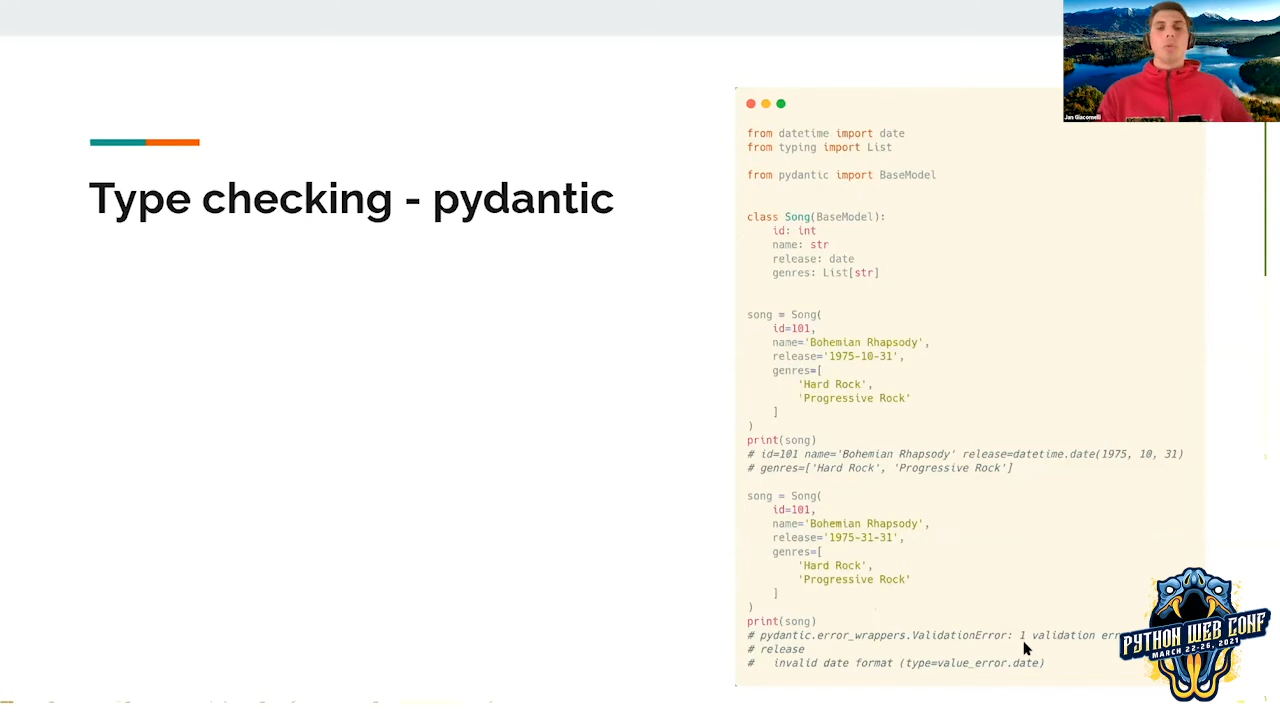 Jan Giacomelli
Type checking - pydantic
from datetime import date
from typing import List
from pydantic import BaseModel
class Song(BaseModel):
    id: int
    name: str
    release: date
    genres: List[str]
song = Song(
    id=101,
    name='Bohemian Rhapsody',
    release='1975-10-31',
    genres=[
        'Hard Rock',
        'Progressive Rock'
    ]
)
print(song)
# id=101 name='Bohemian Rhapsody' release=datetime.date(1975, 10, 31)
# genres=['Hard Rock', 'Progressive Rock']
song = Song(
    id=101,
    name='Bohemian Rhapsody',
    release='1975-31-31',
    genres=[
        'Hard Rock',
        'Progressive Rock'
    ]
)
print(song)
# pydantic.error_wrappers.ValidationError: 1 validation
# release
#   invalid date format (type=value_error.date)
PYTHON WEB CONF
MARCH 22-26, 2021